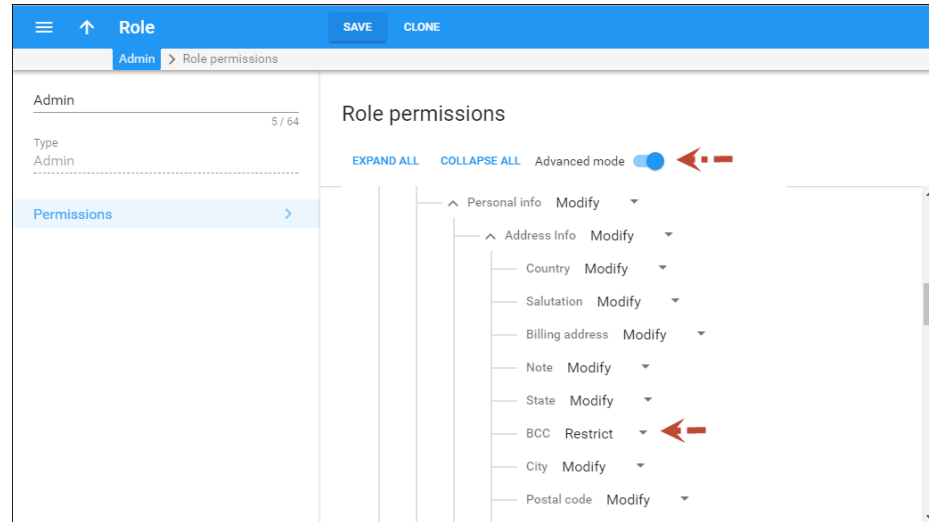 Role SAVE CLONE
Admin > Role permissions
Admin
5 / 64
Type
Admin
Permissions
Role permissions
EXPAND ALL COLLAPSE ALL Advanced mode
Personal info Modify
Address Info Modify
Country Modify
Salutation Modify
Billing address Modify
Note Modify
State Modify
BCC Restrict
City Modify
Postal code Modify